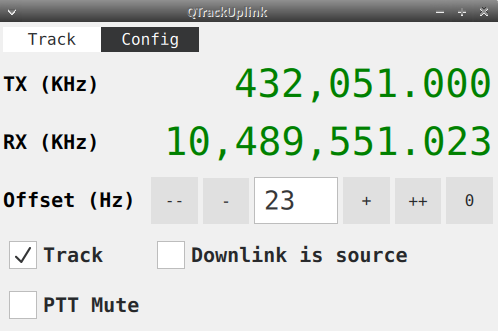 QTrackUplink
Track Config
TX (KHz) 432,051.000
RX (KHz) 10,489,551.023
Offset (Hz) -- - 23 + ++ 0
Track Downlink is source
PTT Mute